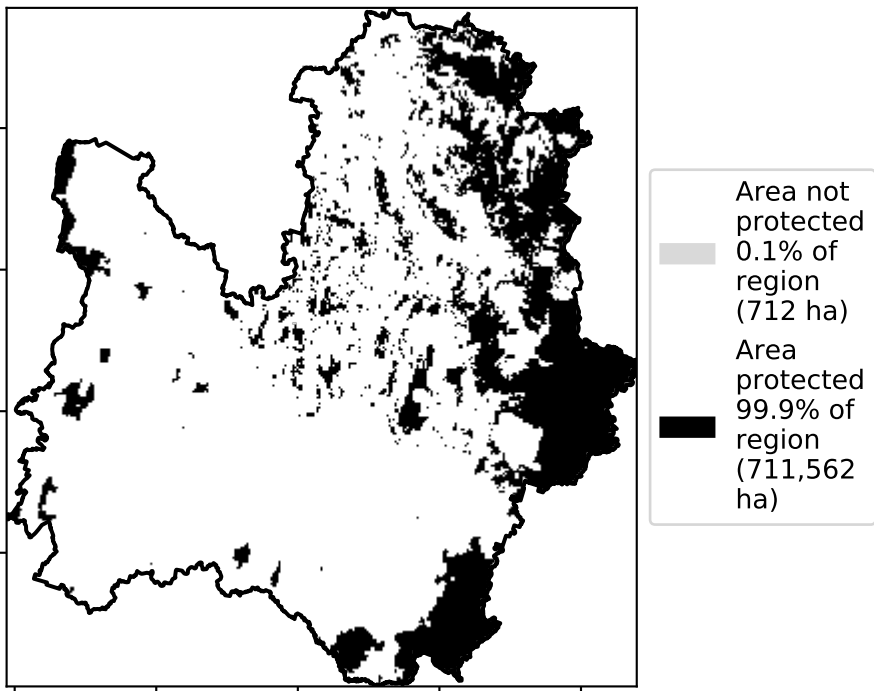 Area not
protected
0.1% of
region
(712 ha)
Area
protected
99.9% of
region
(711,562
ha)